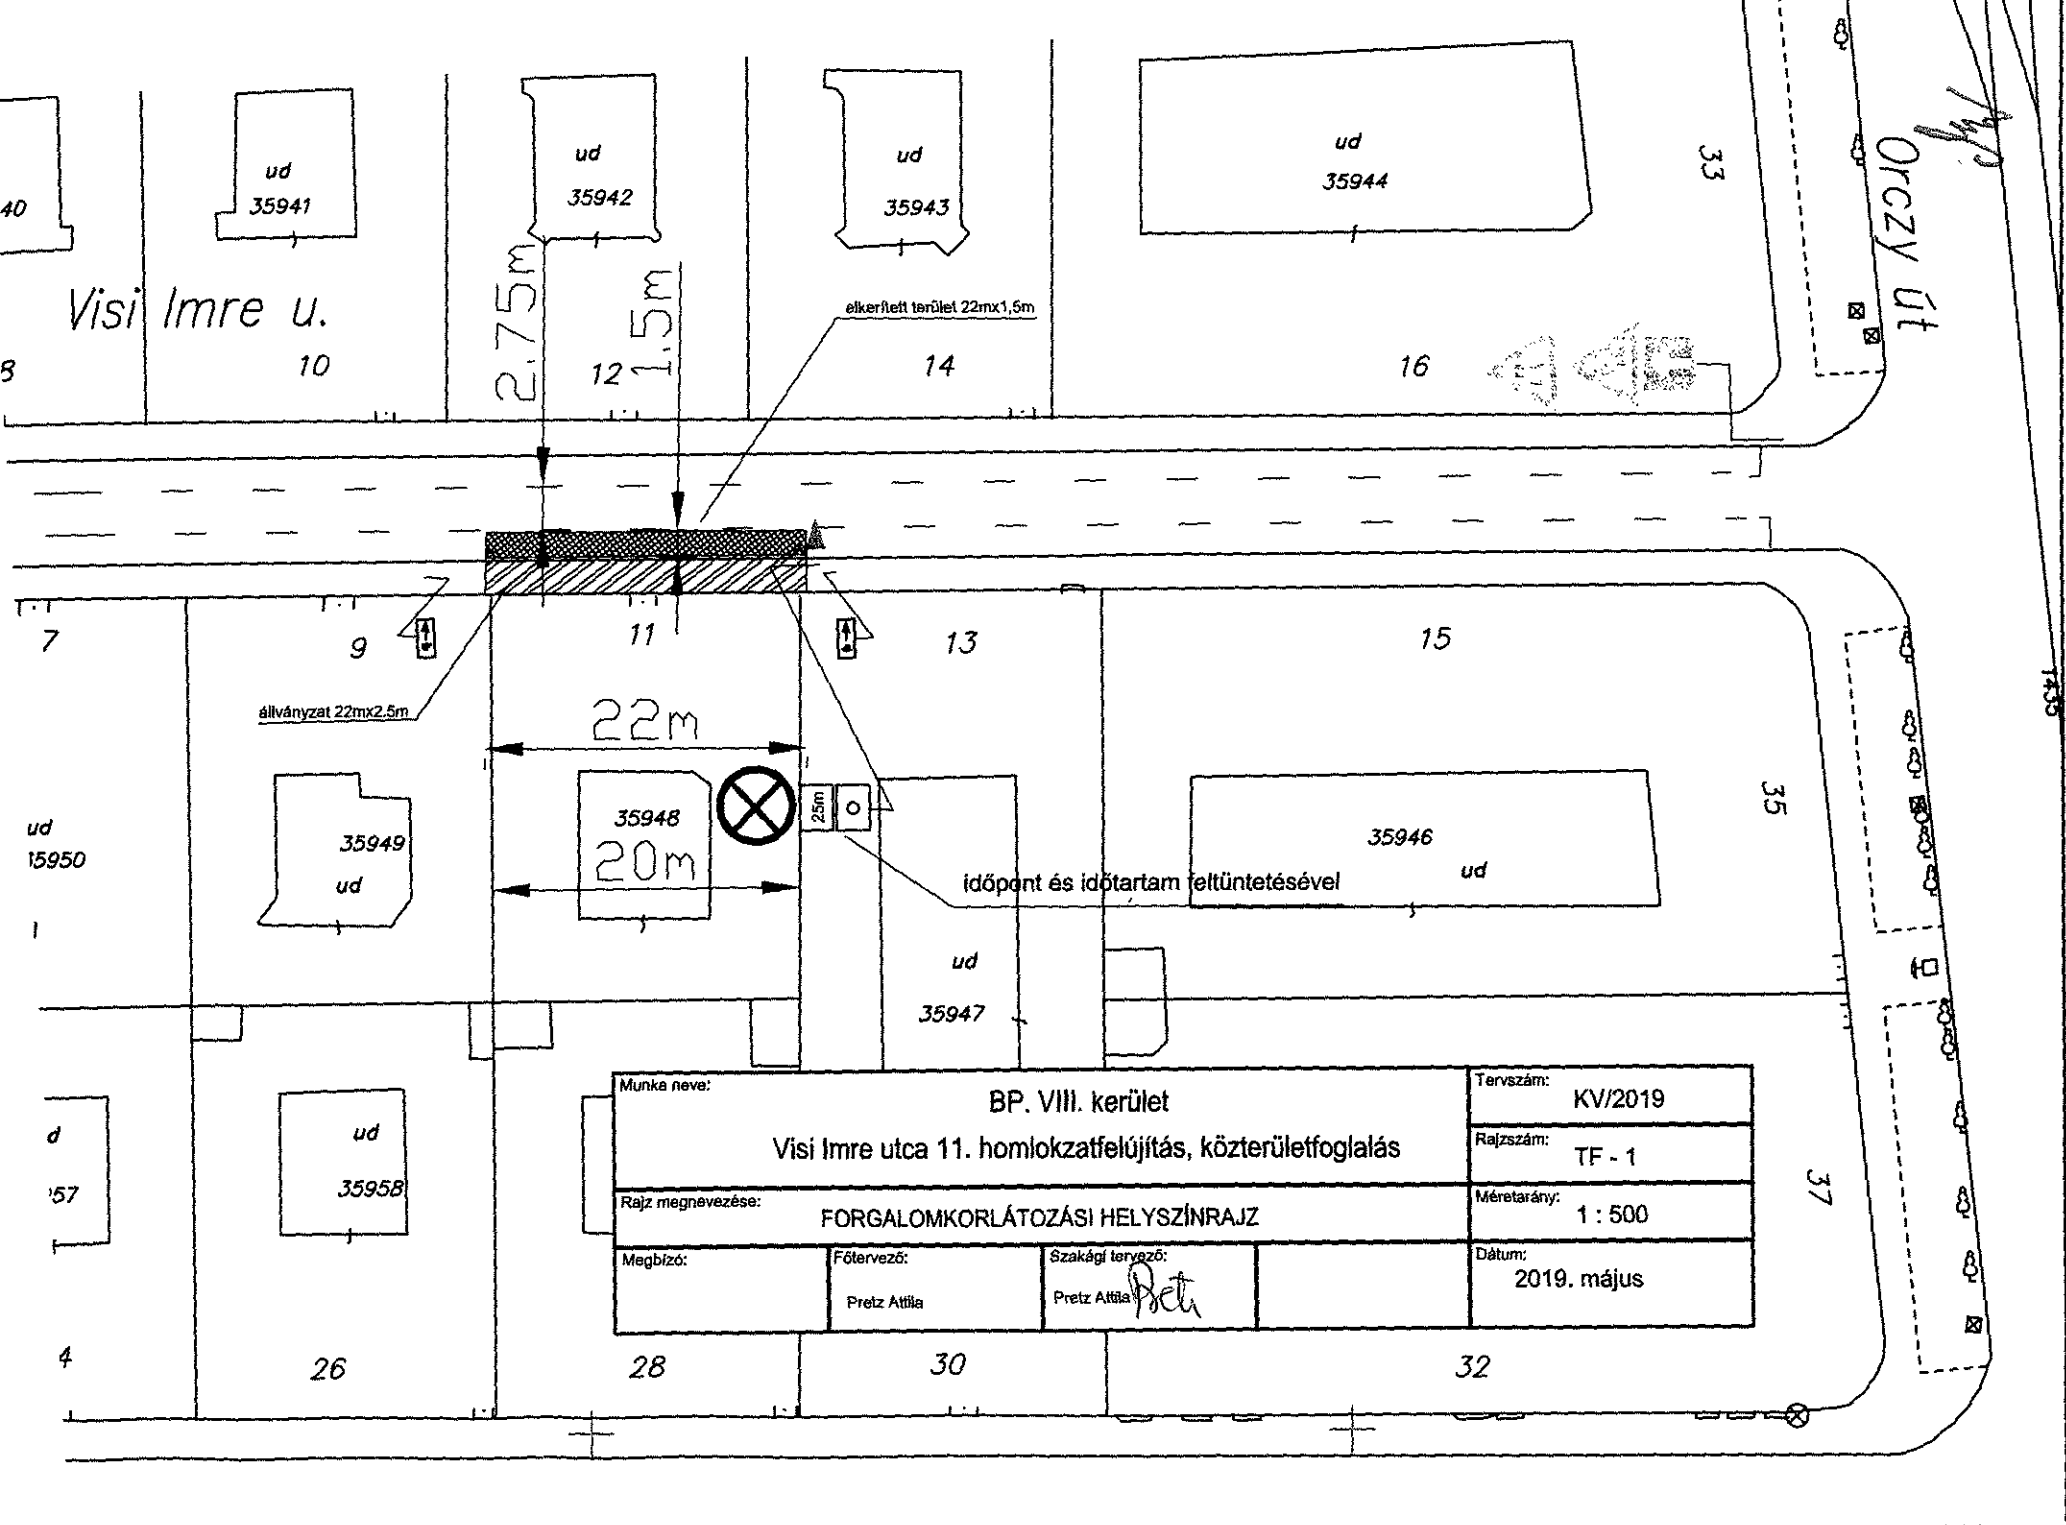 33
Orczy út
ud
35941
ud
35942
ud
35943
ud
35944
40
Visi Imre u.
2.75m
1.5m
elkerített terület 22mx1,5m
8
10
12
14
16
7
9
11
13
15
1435
állványzat 22mx2.5m
22m
25m
35
ud
35949
ud
35948
20m
35946
ud
időpont és időtartam feltüntetésével
ud
35947
Munka neve:
BP. VIII. kerület
Visi Imre utca 11. homlokzatfelújítás, közterületfoglalás
Tervszám:
KV/2019
Rajzszám:
TF - 1
Rajz megnevezése:
FORGALOMKORLÁTOZÁSI HELYSZÍNRAJZ
Méretarány:
1 : 500
Megbízó:
Főtervező:
Pretz Attila
Szakági tervező:
Pretz Attila
Dátum:
2019. május
d
57
ud
35958
37
4
26
28
30
32